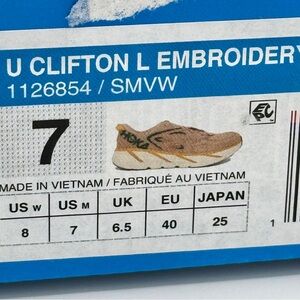 U CLIFTON L EMBROIDERY
1126854 / SMVW
7
HOKA
MADE IN VIETNAM / FABRIQUÉ AU VIETNAM
US W US M UK EU JAPAN
8 7 6.5 40 25
1